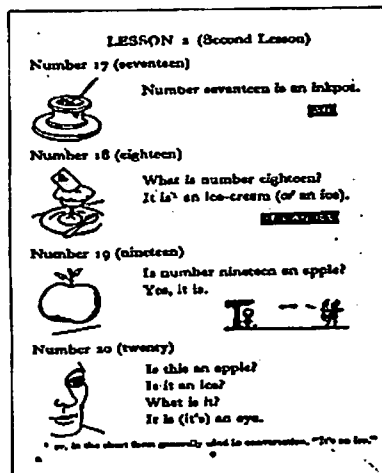 LESSON 2 (Second Lesson)
Number 17 (seventeen)
Number seventeen is an inkpot.
Number 18 (eighteen)
What is number eighteen?
It is¹ an ice-cream (or an ice).
Number 19 (nineteen)
Is number nineteen an apple?
Yes, it is.
Number 20 (twenty)
Is this an apple?
Is it an ice?
What is it?
It is (it's) an eye.
¹ or, in the short form generally used in conversation, "It's an ice."